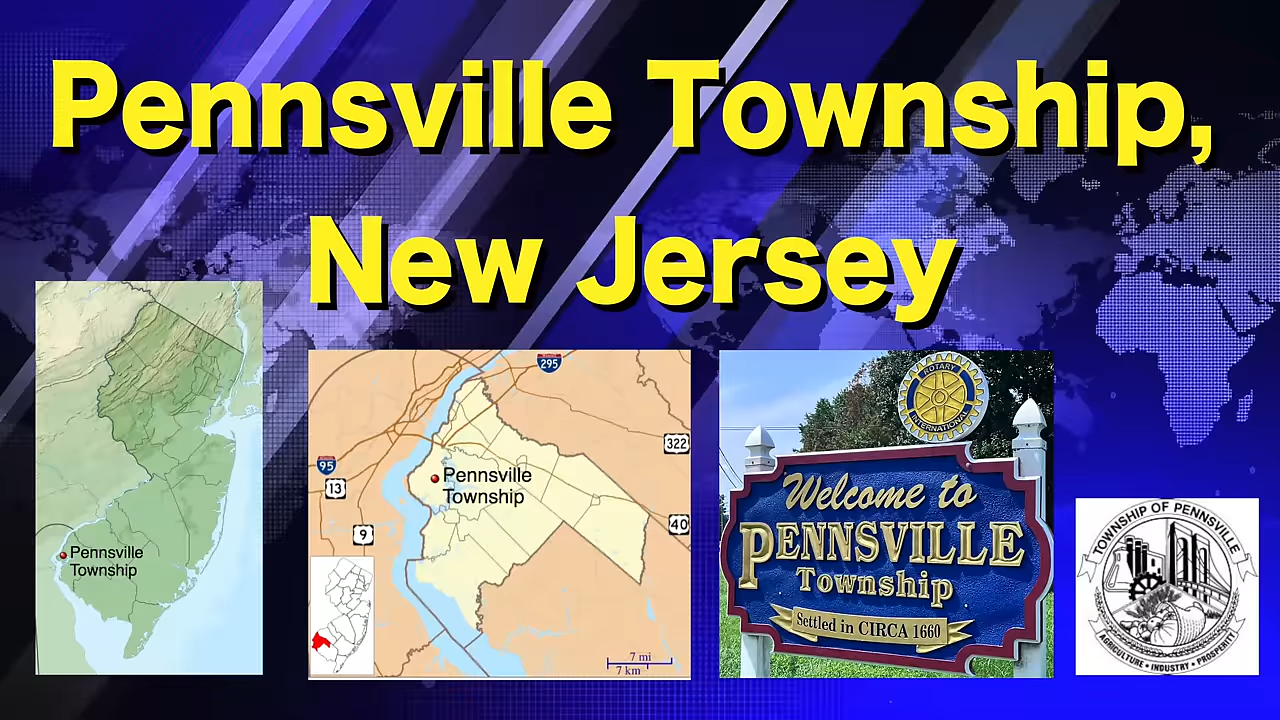 Pennsville Township,
New Jersey
Pennsville
Township
295
322
95
13
9
40
Pennsville
Township
7 mi
7 km
ROTARY
INTERNATIONAL
Welcome to
PENNSVILLE
Township
Settled in CIRCA 1660
TOWNSHIP OF PENNSVILLE
AGRICULTURE • INDUSTRY • PROSPERITY